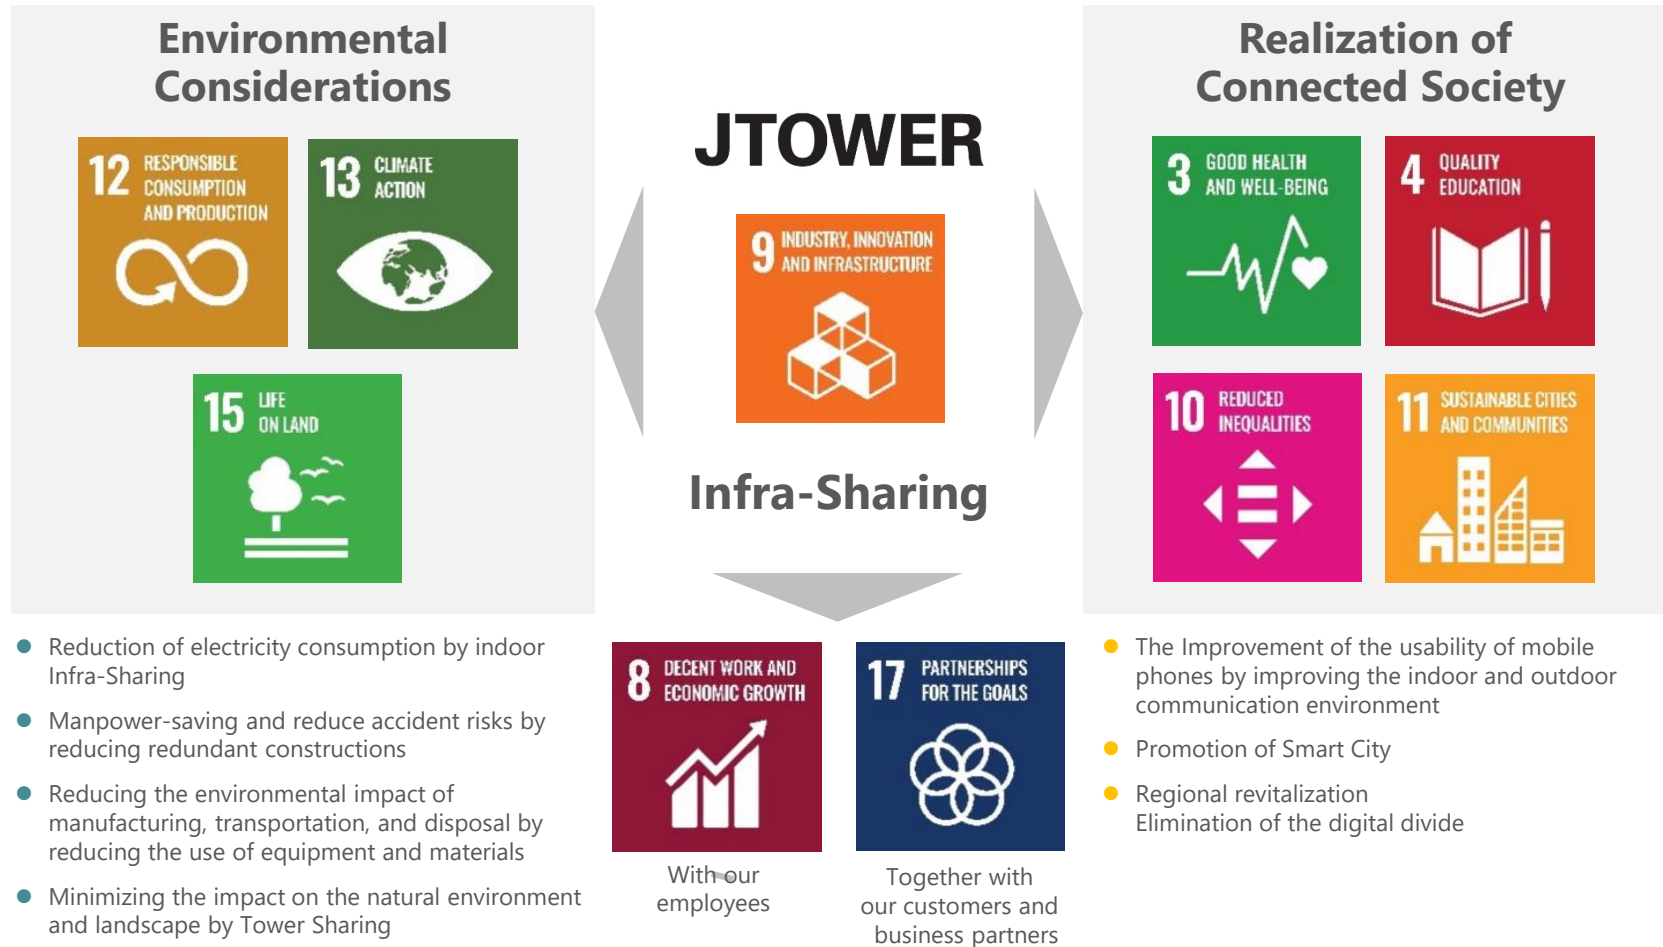 Environmental
Considerations
12 RESPONSIBLE
CONSUMPTION
AND PRODUCTION
13 CLIMATE
ACTION
15 LIFE
ON LAND
Reduction of electricity consumption by indoor
Infra-Sharing
Manpower-saving and reduce accident risks by
reducing redundant constructions
Reducing the environmental impact of
manufacturing, transportation, and disposal by
reducing the use of equipment and materials
Minimizing the impact on the natural environment
and landscape by Tower Sharing
JTOWER
9 INDUSTRY, INNOVATION
AND INFRASTRUCTURE
Infra-Sharing
8 DECENT WORK AND
ECONOMIC GROWTH
With our
employees
17 PARTNERSHIPS
FOR THE GOALS
Together with
our customers and
business partners
Realization of
Connected Society
3 GOOD HEALTH
AND WELL-BEING
4 QUALITY
EDUCATION
10 REDUCED
INEQUALITIES
11 SUSTAINABLE CITIES
AND COMMUNITIES
The Improvement of the usability of mobile
phones by improving the indoor and outdoor
communication environment
Promotion of Smart City
Regional revitalization
Elimination of the digital divide